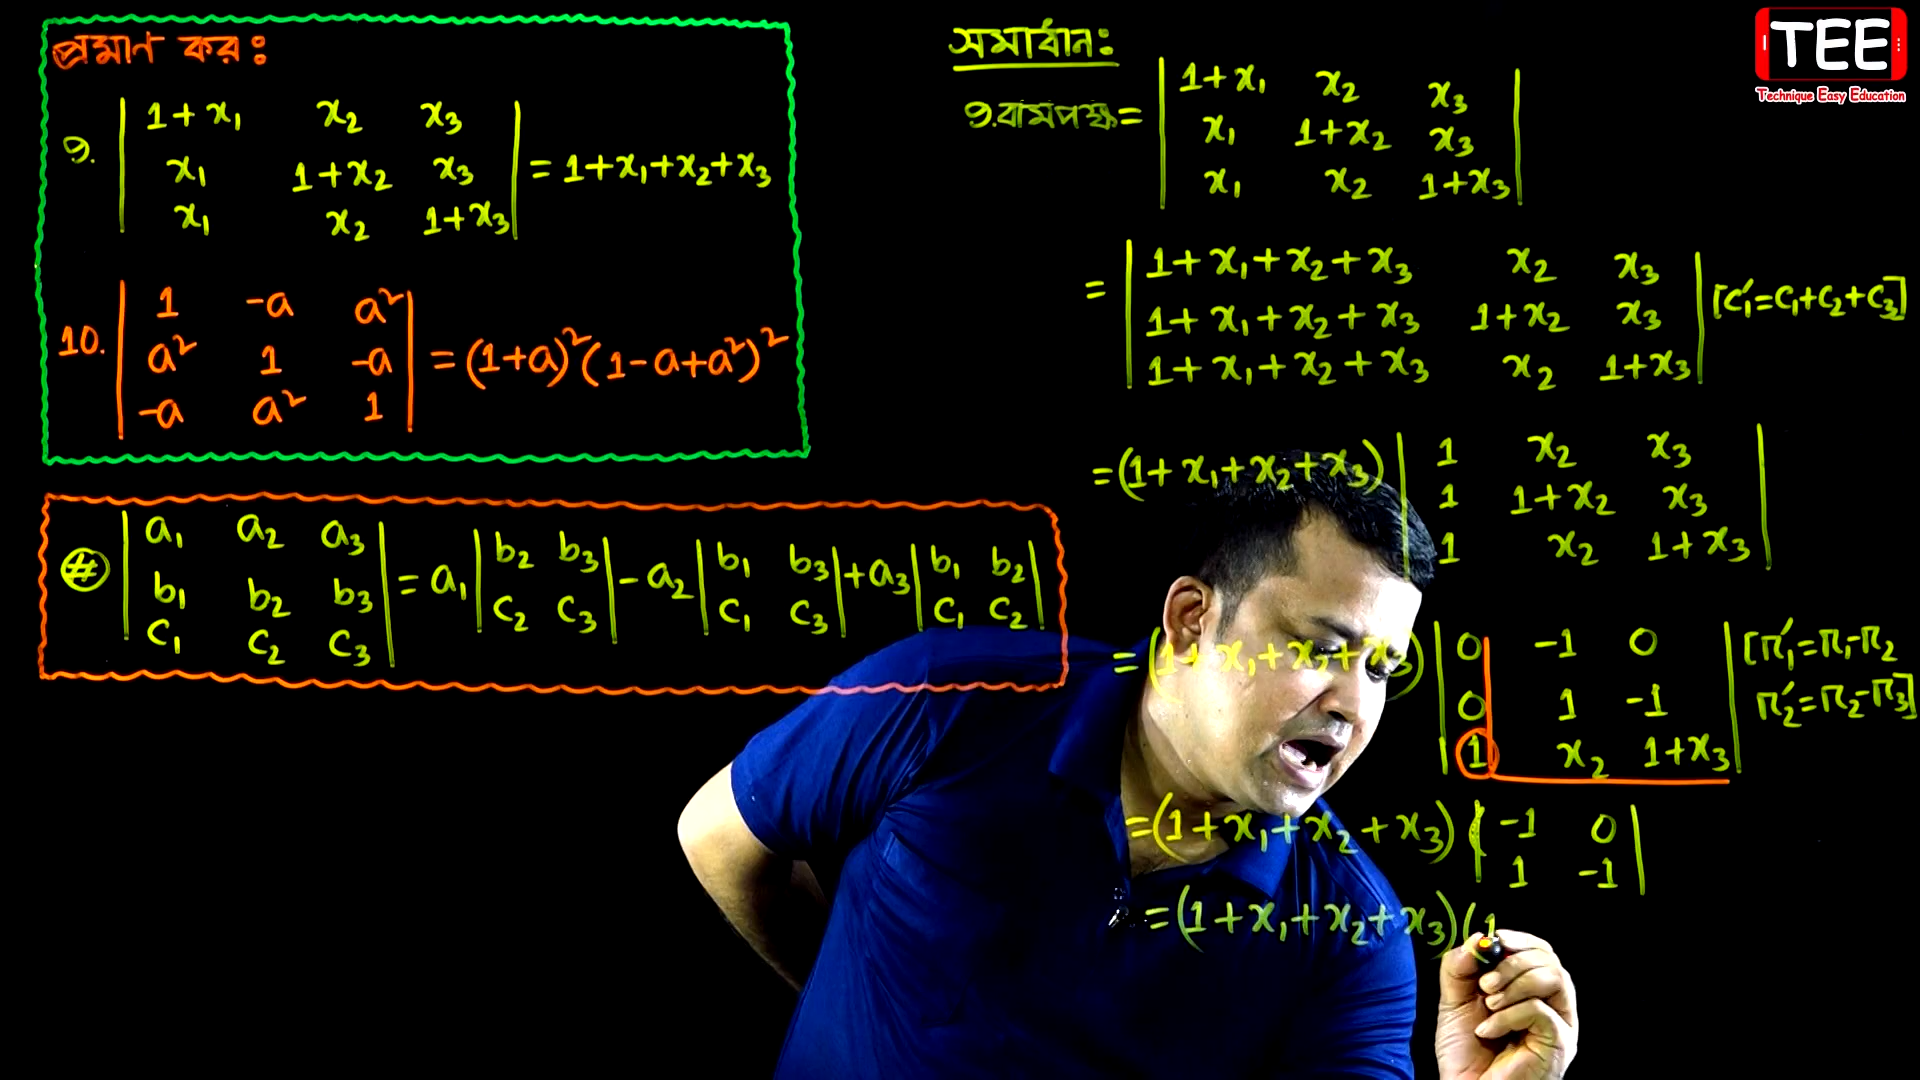 প্রমাণ কর:
9. | 1+x₁ x₂ x₃ |
| x₁ 1+x₂ x₃ | = 1+x₁+x₂+x₃
| x₁ x₂ 1+x₃ |
10. | 1 -a a² |
| a² 1 -a | = (1+a)²(1-a+a²)²
| -a a² 1 |
# | a₁ a₂ a₃ |
| b₁ b₂ b₃ | = a₁ | b₂ b₃ | - a₂ | b₁ b₃ | + a₃ | b₁ b₂ |
| c₁ c₂ c₃ | | c₂ c₃ | | c₁ c₃ | | c₁ c₂ |
সমাধান:
9. বামপক্ষ = | 1+x₁ x₂ x₃ |
| x₁ 1+x₂ x₃ |
| x₁ x₂ 1+x₃ |
= | 1+x₁+x₂+x₃ x₂ x₃ |
| 1+x₁+x₂+x₃ 1+x₂ x₃ | [c₁′=c₁+c₂+c₃]
| 1+x₁+x₂+x₃ x₂ 1+x₃ |
=(1+x₁+x₂+x₃) | 1 x₂ x₃ |
| 1 1+x₂ x₃ |
| 1 x₂ 1+x₃ |
=(1+x₁+x₂+x₃) | 0 -1 0 | [r₁′=r₁-r₂
| 0 1 -1 | r₂′=r₂-r₃]
| 1 x₂ 1+x₃ |
=(1+x₁+x₂+x₃) | -1 0 |
| 1 -1 |
=(1+x₁+x₂+x₃)(1
TEE
Technique Easy Education